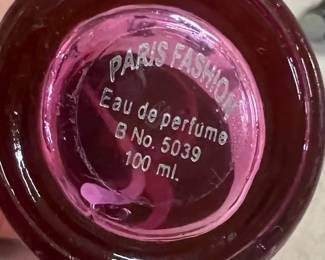 PARIS FASHION
Eau de perfume
B No. 5039
100 ml.